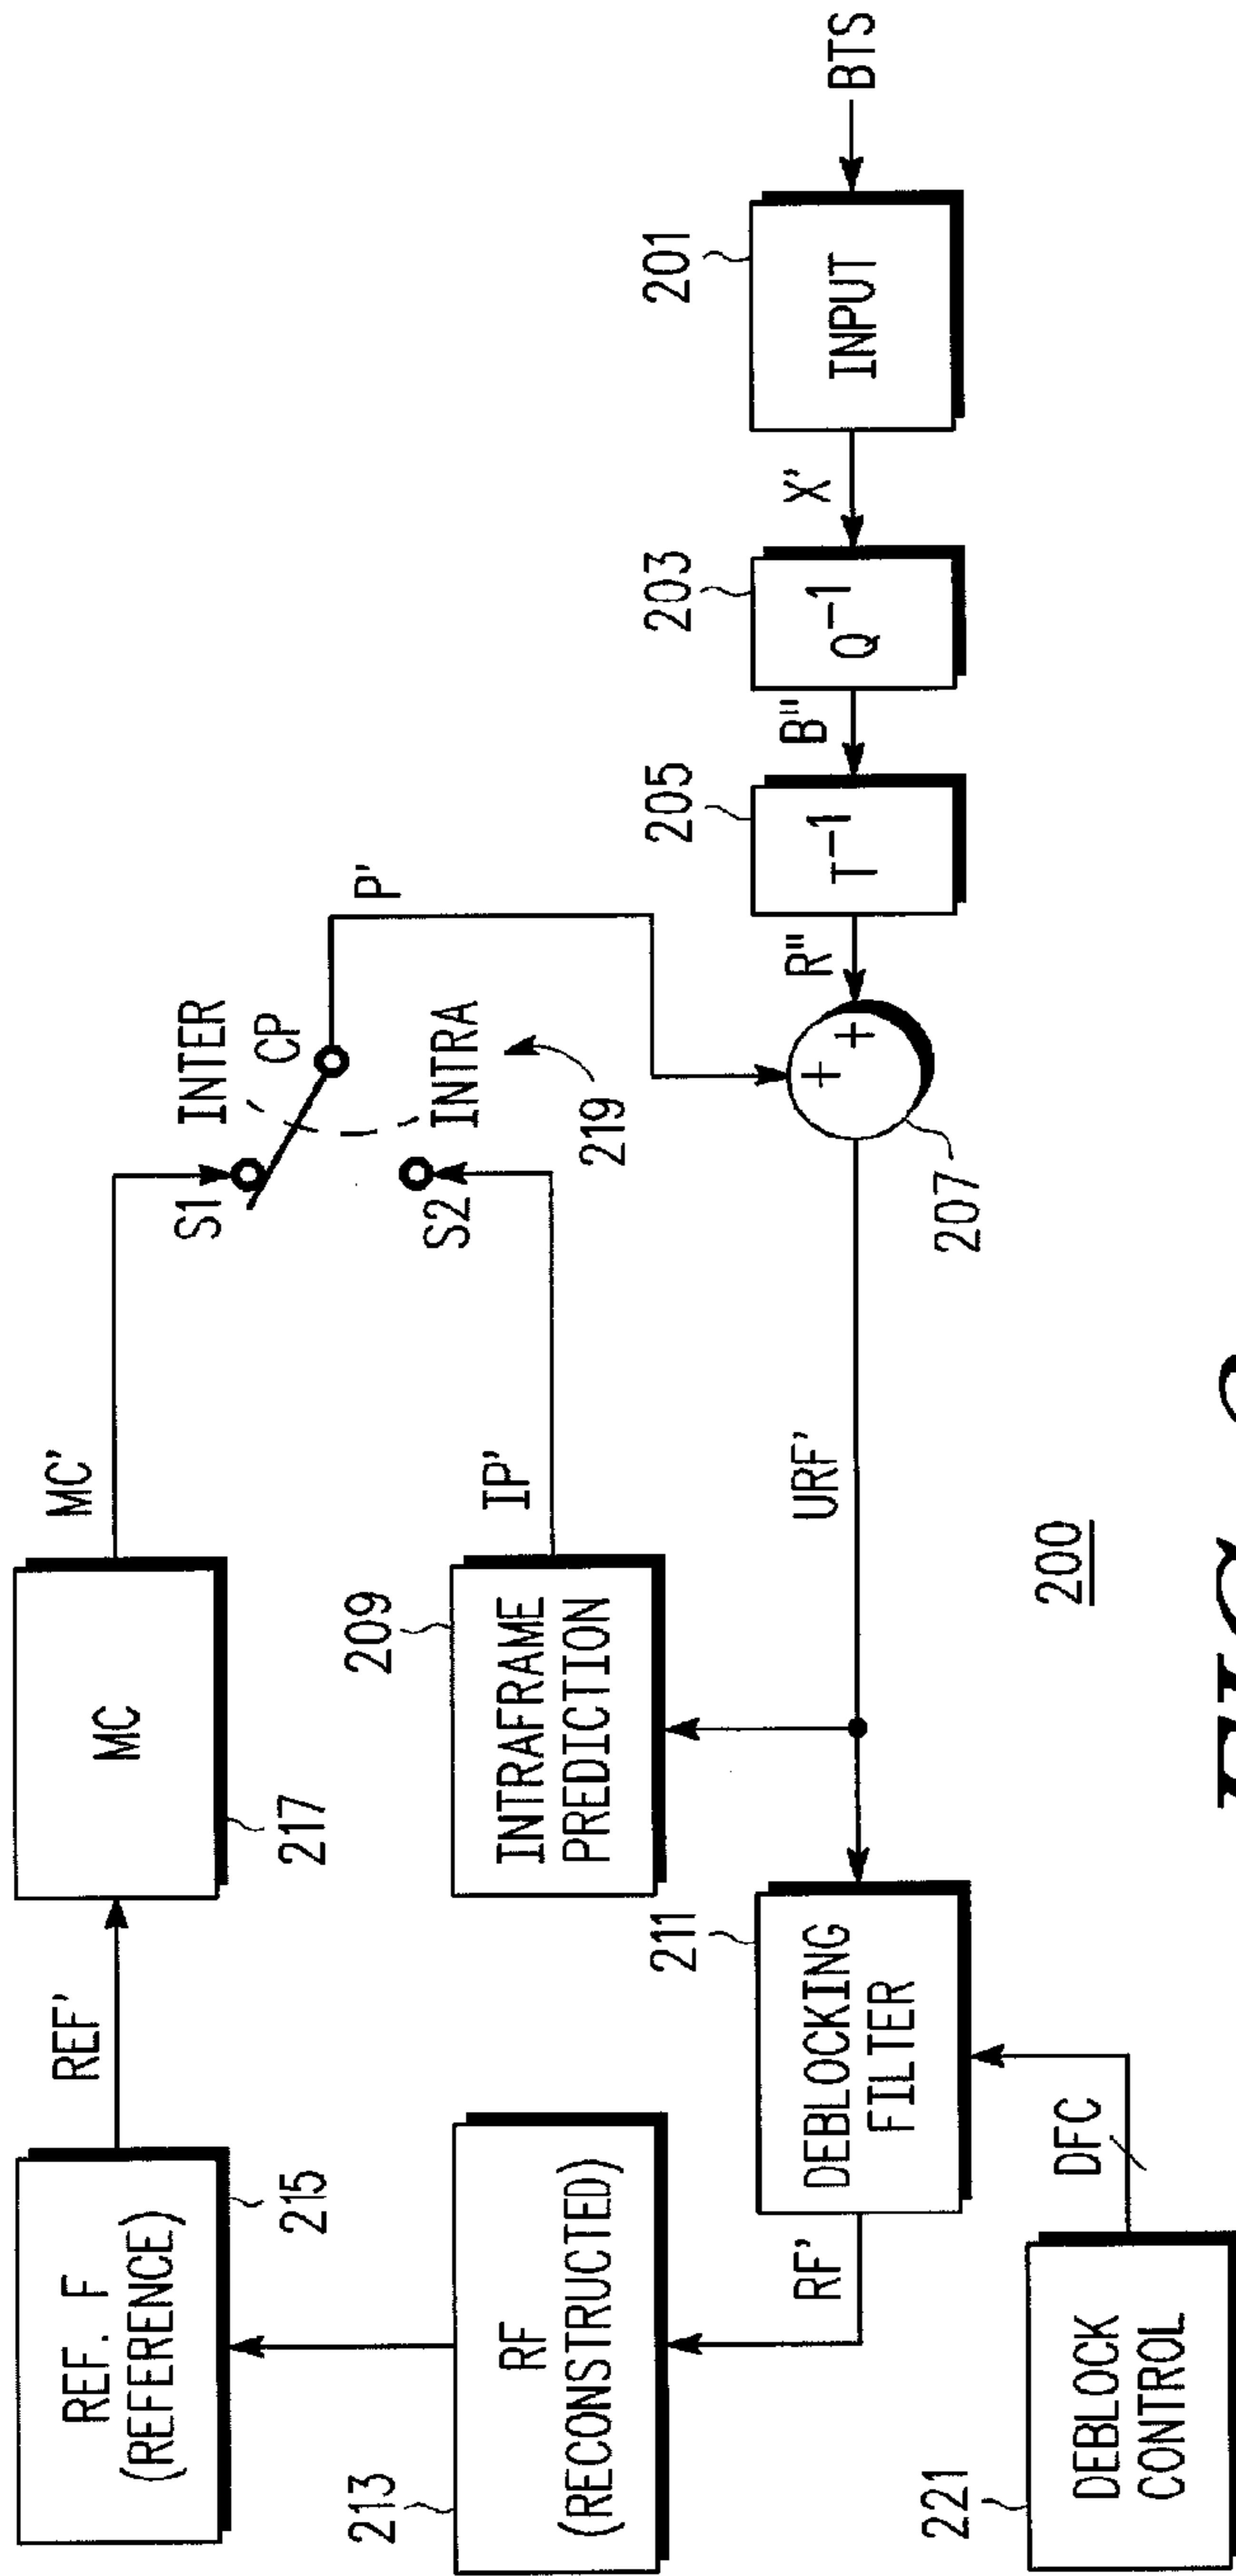 REF. F
(REFERENCE)
215
REF'
MC
217
MC'
S1
INTER
CP
P'
S2
INTRA
219
213
RF
(RECONSTRUCTED)
INTRAFRAME
PREDICTION
209
IP'
RF'
DEBLOCKING
FILTER
211
URF'
207
+
+
R"
T⁻¹
205
B"
Q⁻¹
203
X'
INPUT
201
BTS
221
DEBLOCK
CONTROL
DFC
200